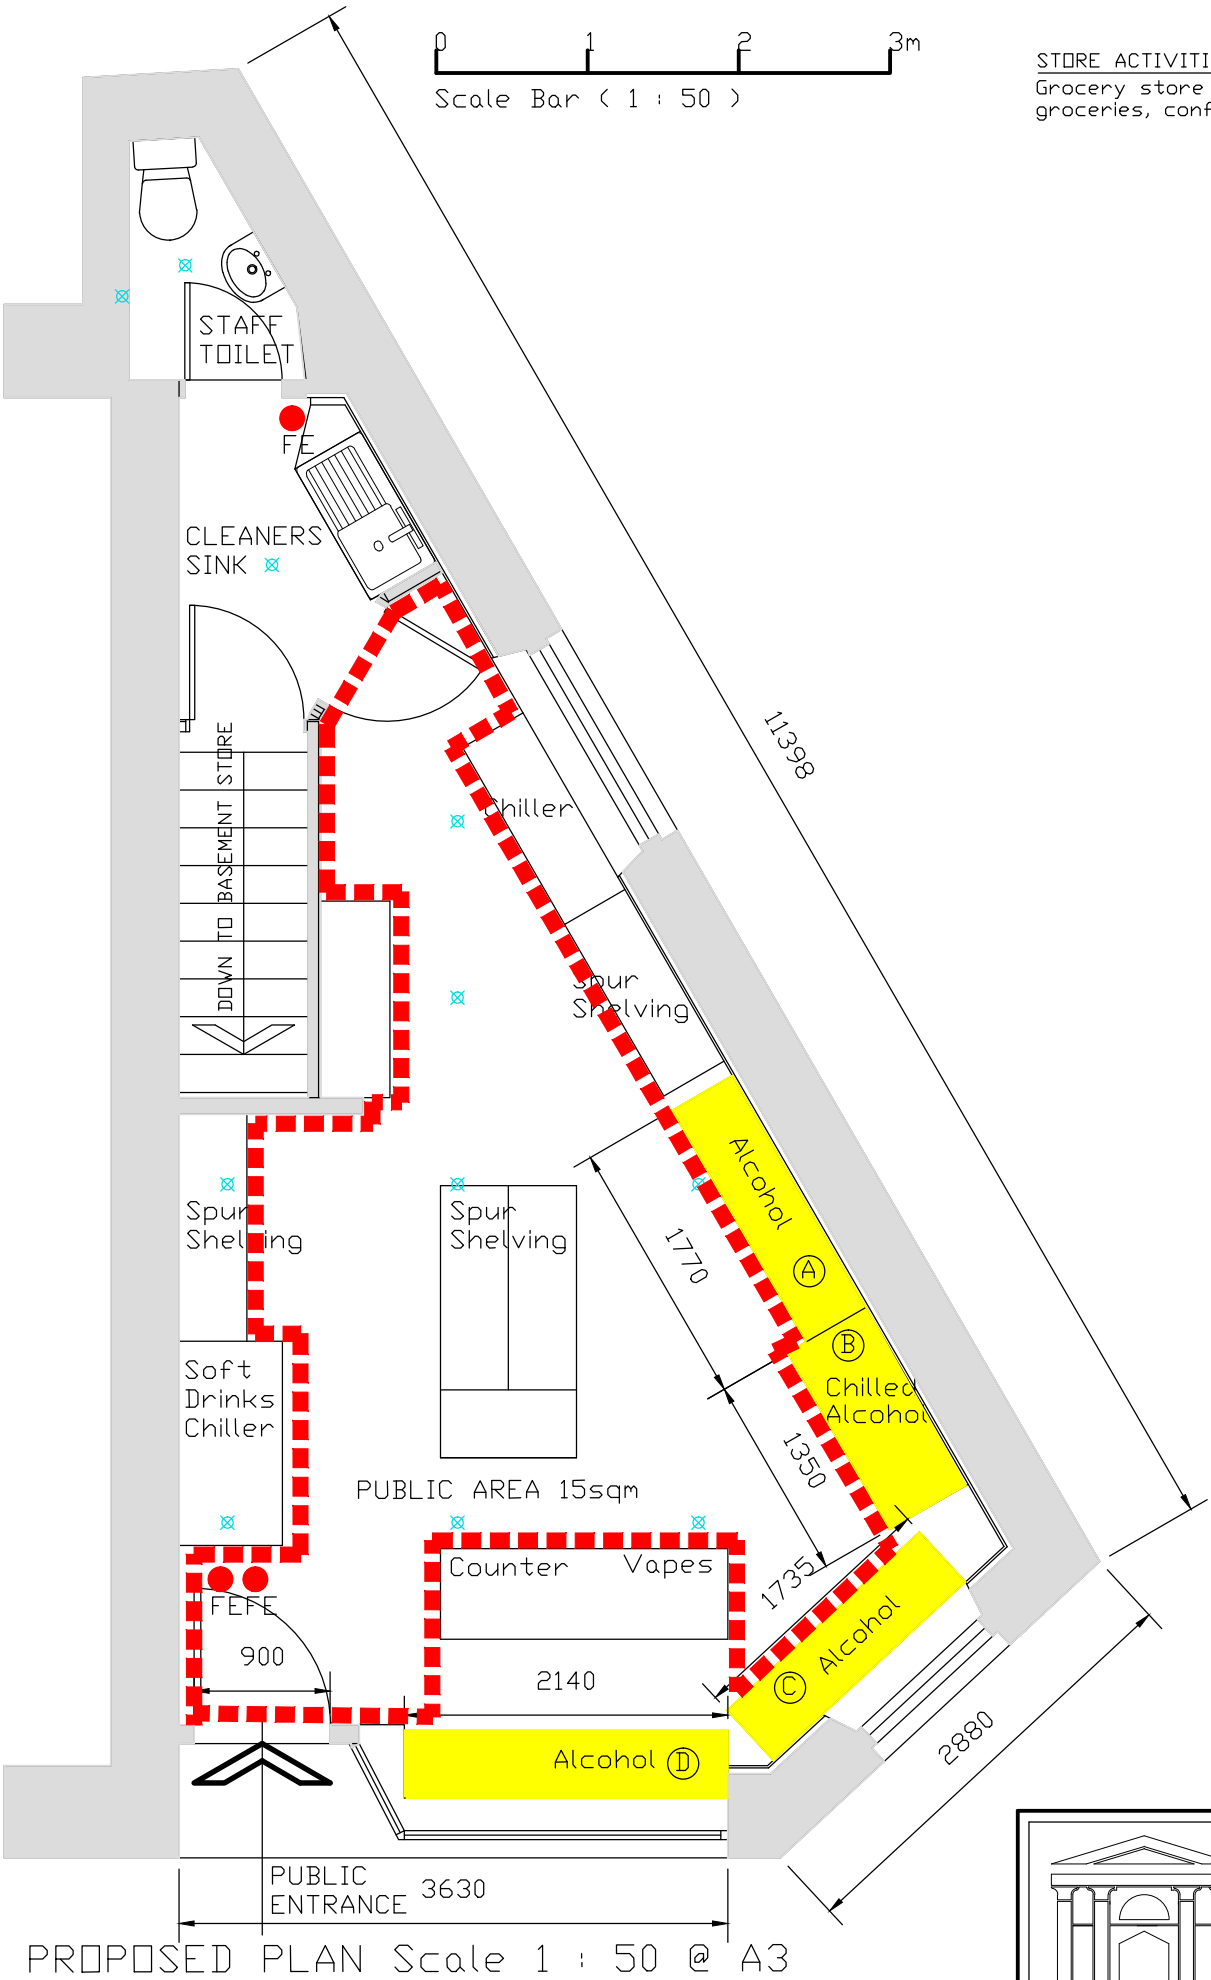 0 1 2 3m
Scale Bar ( 1 : 50 )
STORE ACTIVITI
Grocery store
groceries, conf
STAFF
TOILET
FE
CLEANERS
SINK
DOWN TO BASEMENT STORE
11398
Chiller
Spur
Shelving
Alcohol
A
1770
Spur
Shelving
Spur
Shelving
B
Chilled
Alcohol
1350
Soft
Drinks
Chiller
PUBLIC AREA 15sqm
Counter Vapes
1735
FEFE
900
2140
Alcohol
C
2880
Alcohol D
PUBLIC
ENTRANCE
3630
PROPOSED PLAN Scale 1 : 50 @ A3